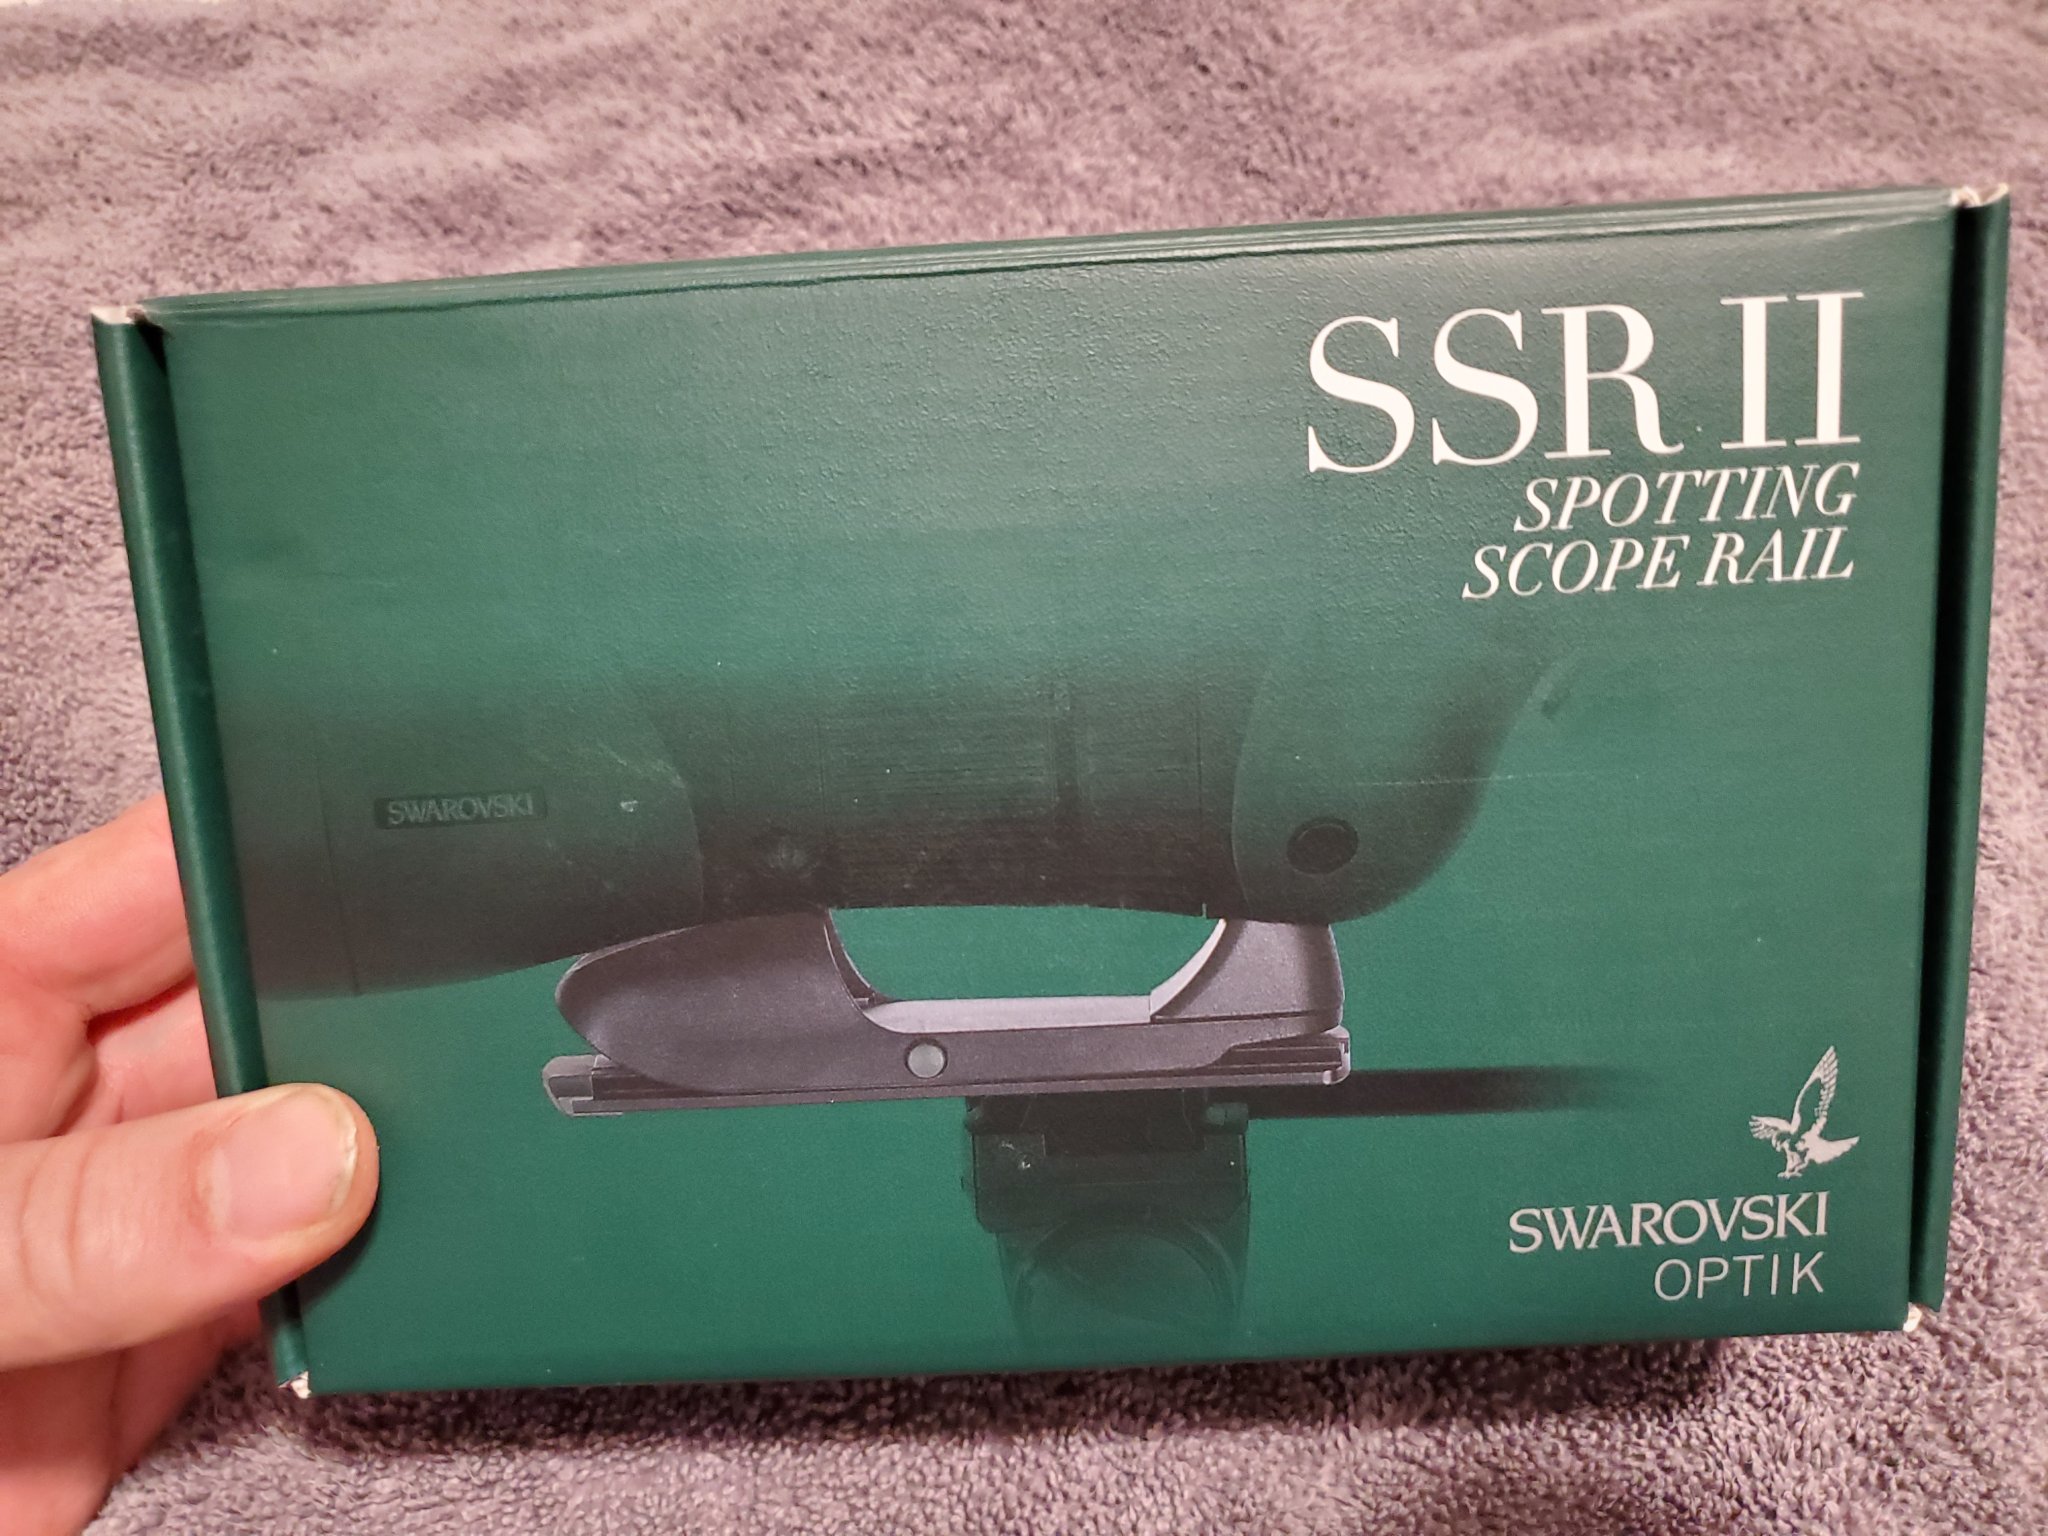 SSR II
SPOTTING
SCOPE RAIL
SWAROVSKI
SWAROVSKI
OPTIK